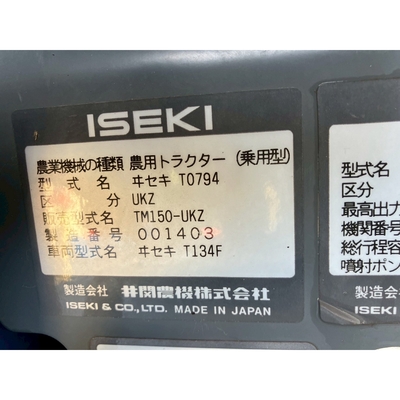 ISEKI
農業機械の種類 農用トラクター (乗用型)
型式名 ヰセキ T0794
区分 UKZ
販売型式名 TM150-UKZ
製造番号 001403
車両型式名 ヰセキ T134F
製造会社 井関農機株式会社
ISEKI & CO., LTD. MADE IN JAPAN
型式名
区分
最高出力
機関番号
総行程容
噴射ポン
製造会社
ISEKI